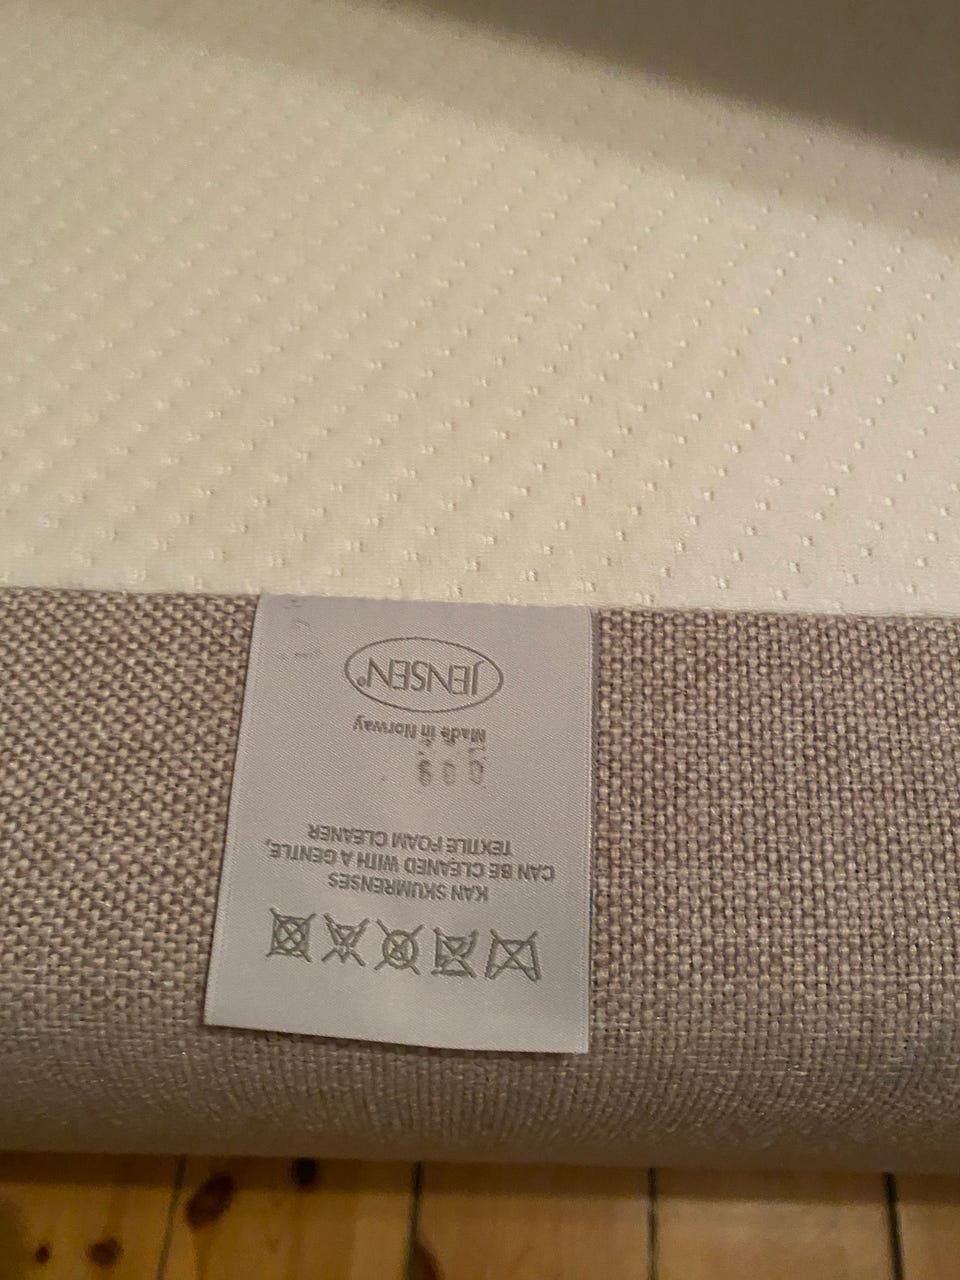 KAN SKUMRENSES
CAN BE CLEANED WITH A GENTLE,
TEXTILE FOAM CLEANER
Made in Norway
JENSEN®